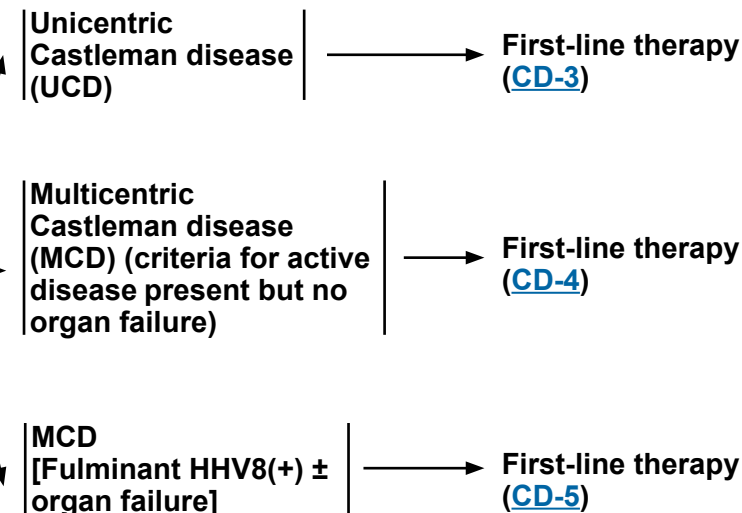 Unicentric
Castleman disease
(UCD)
First-line therapy
(CD-3)
Multicentric
Castleman disease
(MCD) (criteria for active
disease present but no
organ failure)
First-line therapy
(CD-4)
MCD
[Fulminant HHV8(+) ±
organ failure]
First-line therapy
(CD-5)